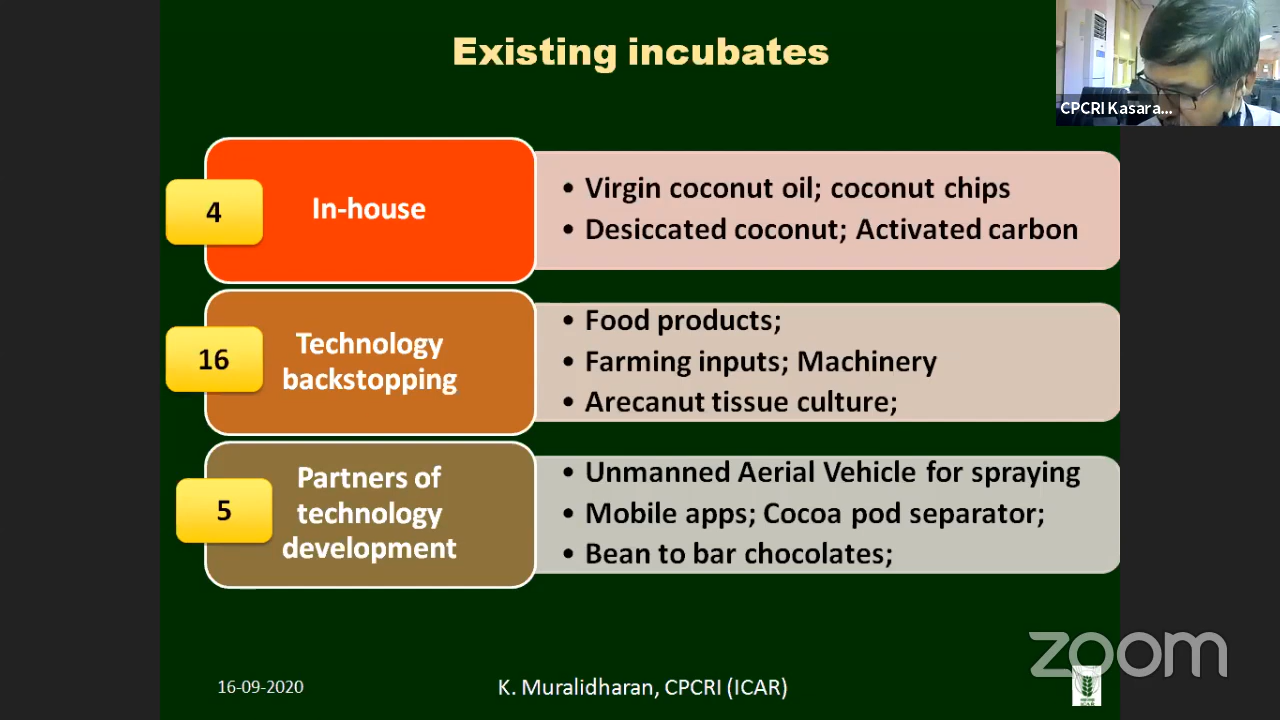 Existing incubates
CPCRI Kasara...
4
In-house
• Virgin coconut oil; coconut chips
• Desiccated coconut; Activated carbon
16
Technology
backstopping
• Food products;
• Farming inputs; Machinery
• Arecanut tissue culture;
5
Partners of
technology
development
• Unmanned Aerial Vehicle for spraying
• Mobile apps; Cocoa pod separator;
• Bean to bar chocolates;
zoom
16-09-2020
K. Muralidharan, CPCRI (ICAR)
ICAR